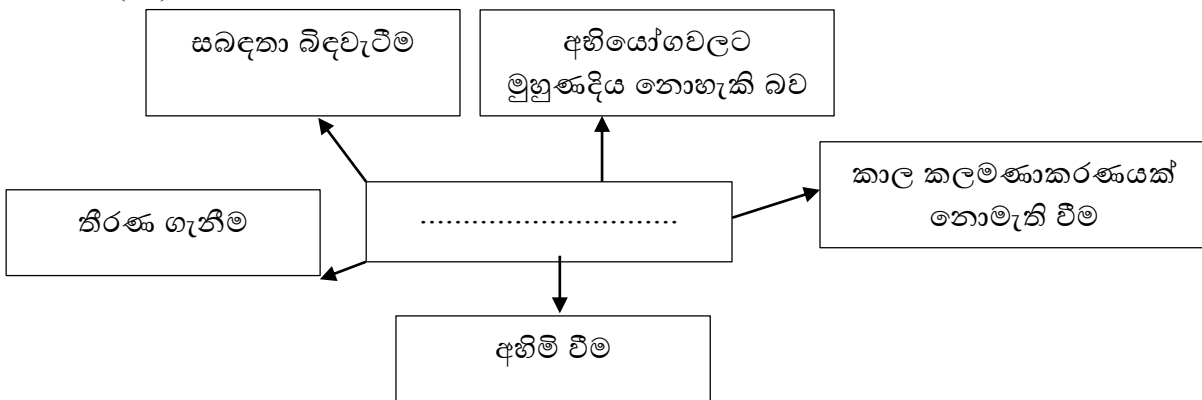 සබඳතා බිඳවැටීම
අභියෝගවලට
මුහුණදිය නොහැකි බව
කාල කලමණාකරණයක්
නොමැති වීම
තීරණ ගැනීම
..............................
අහිමි වීම